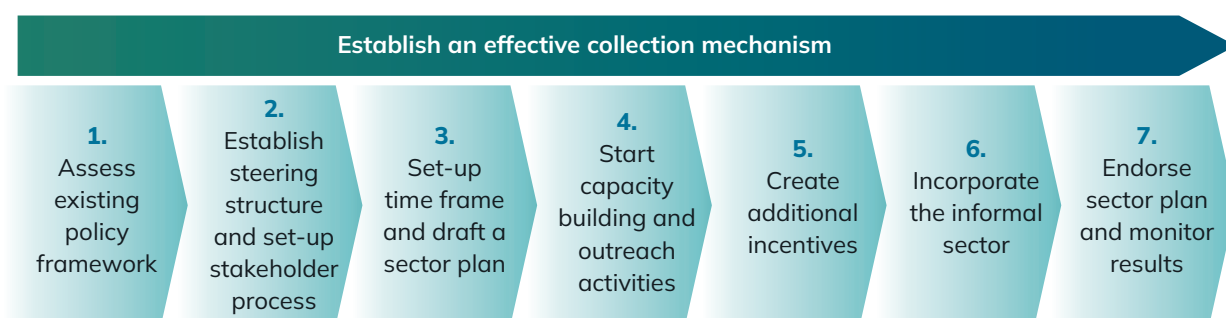 Establish an effective collection mechanism
1.
Assess
existing
policy
framework
2.
Establish
steering
structure
and set-up
stakeholder
process
3.
Set-up
time frame
and draft a
sector plan
4.
Start
capacity
building and
outreach
activities
5.
Create
additional
incentives
6.
Incorporate
the informal
sector
7.
Endorse
sector plan
and monitor
results